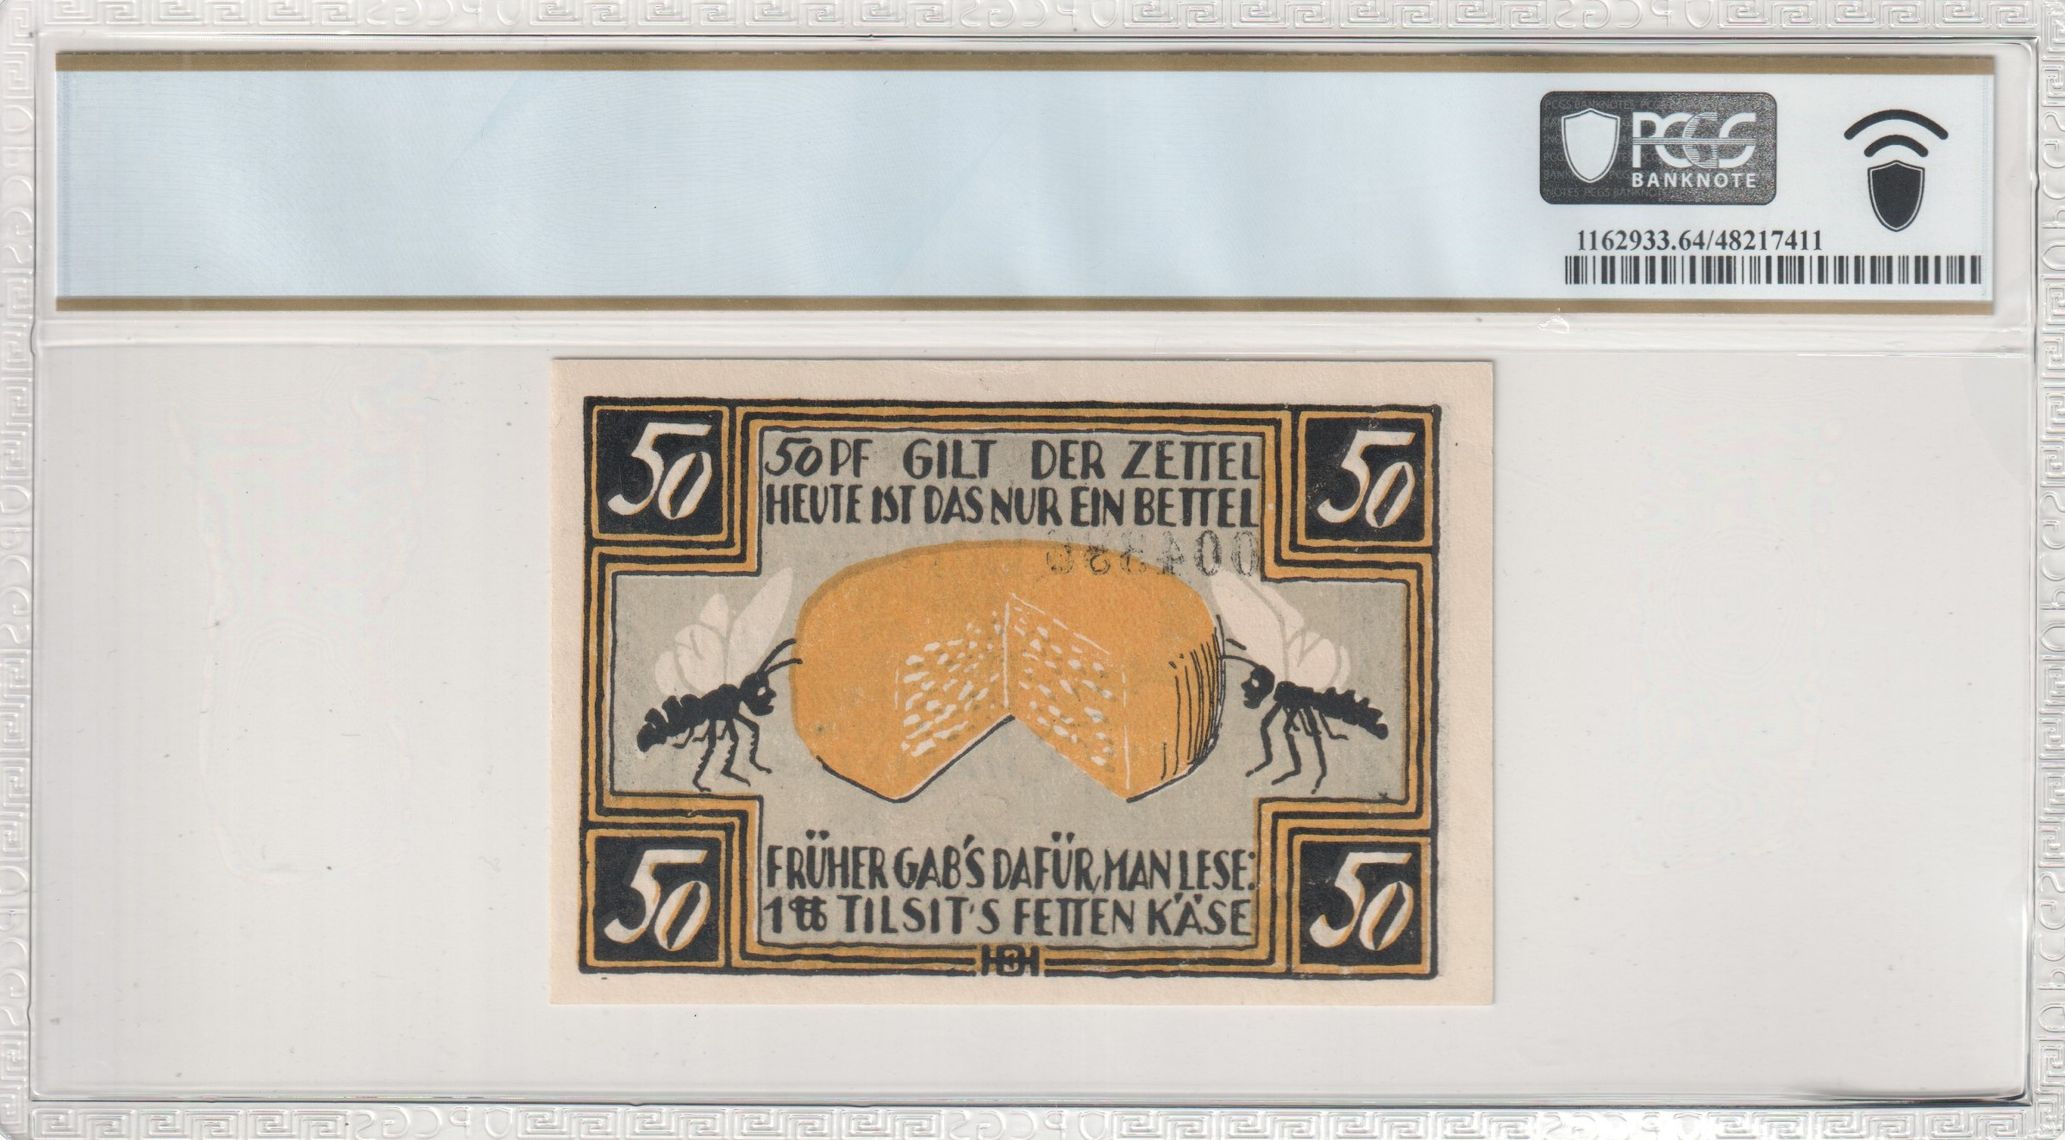 PCGS
BANKNOTE
1162933.64/48217411
50
50
50PF GILT DER ZETTEL
HEUTE IST DAS NUR EIN BETTEL
FRÜHER GAB'S DAFÜR, MAN LESE:
1 ℔ TILSIT'S FETTEN KÄSE
50
50